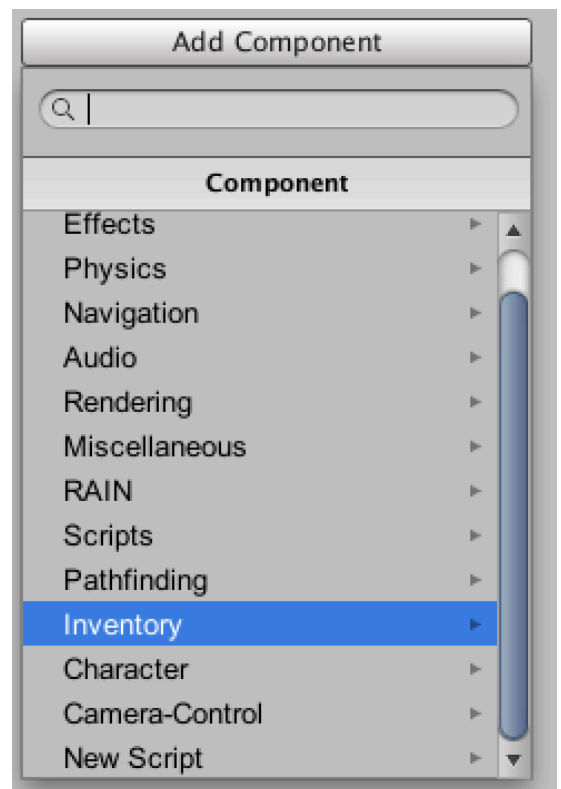 Add Component
Component
Effects
Physics
Navigation
Audio
Rendering
Miscellaneous
RAIN
Scripts
Pathfinding
Inventory
Character
Camera-Control
New Script